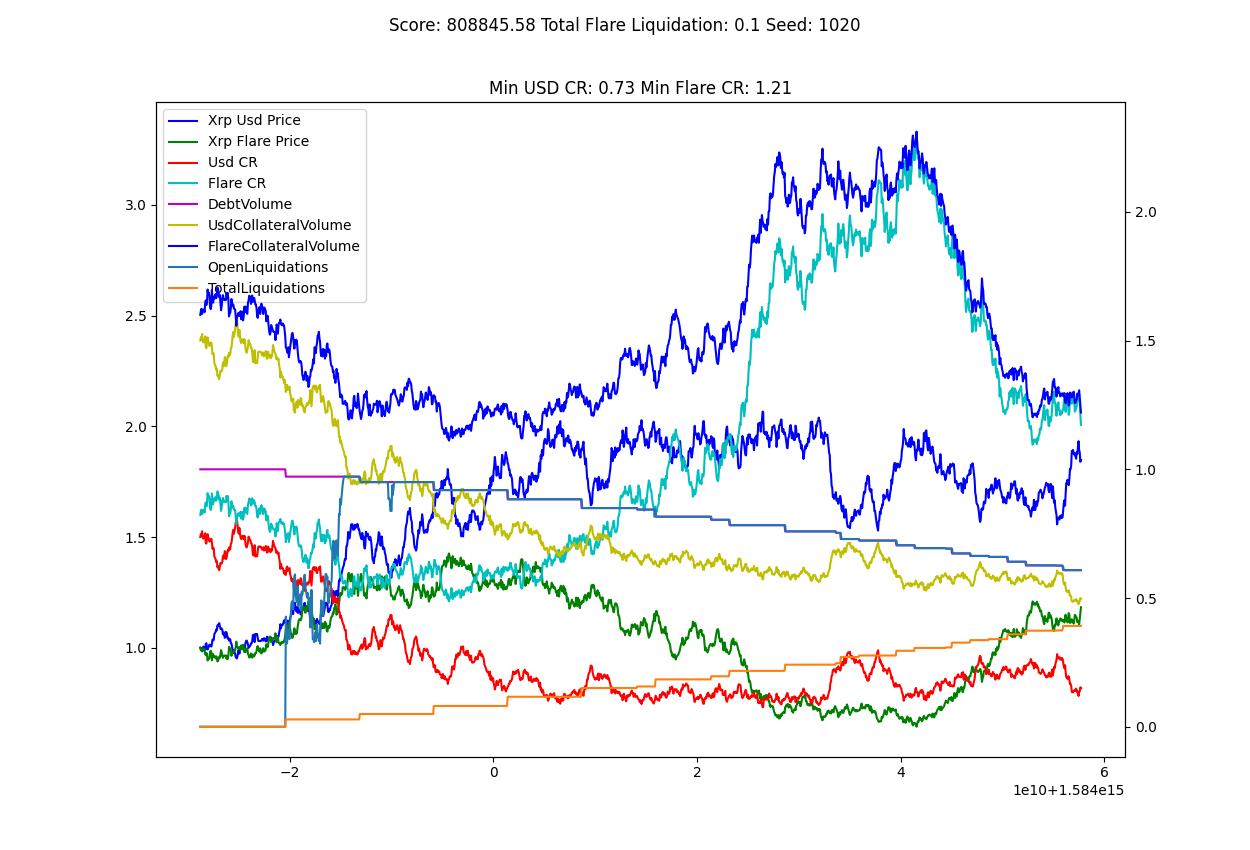 Score: 808845.58 Total Flare Liquidation: 0.1 Seed: 1020
Min USD CR: 0.73 Min Flare CR: 1.21
Xrp Usd Price
Xrp Flare Price
Usd CR
Flare CR
DebtVolume
UsdCollateralVolume
FlareCollateralVolume
OpenLiquidations
TotalLiquidations
3.0
2.5
2.0
1.5
1.0
2.0
1.5
1.0
0.5
0.0
−2 0 2 4 6
1e10+1.584e15